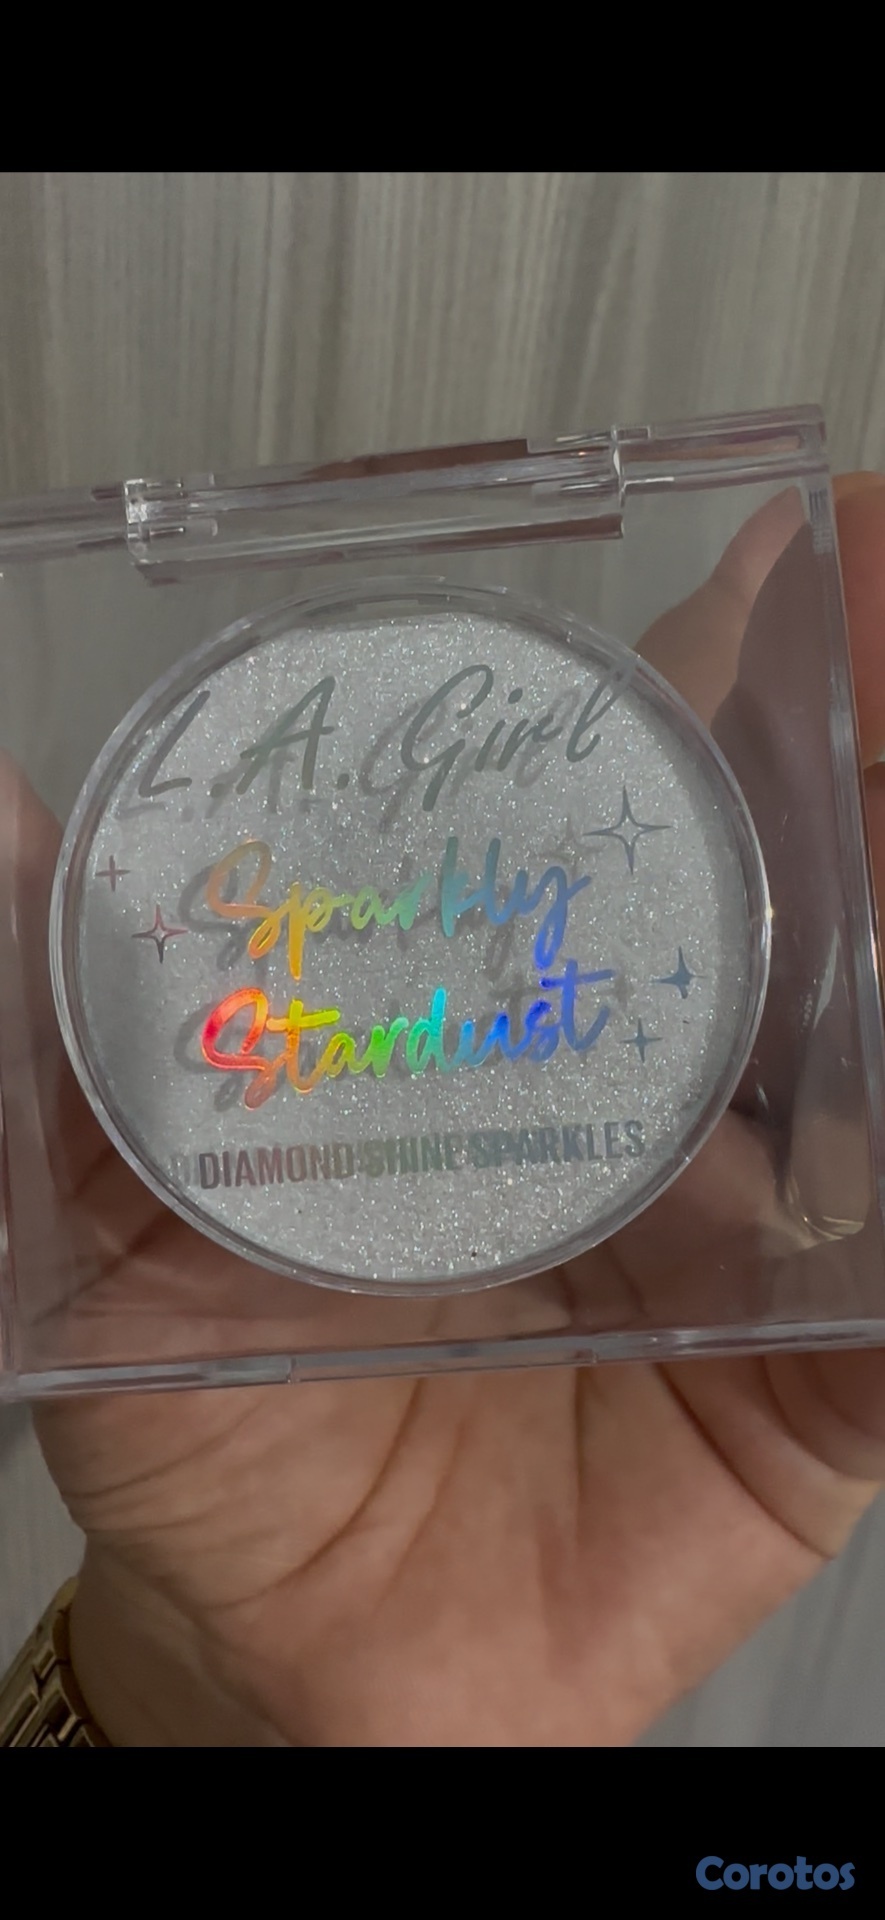 L.A. Girl
Sparkly
Stardust
DIAMOND SHINE SPARKLES
Corotos